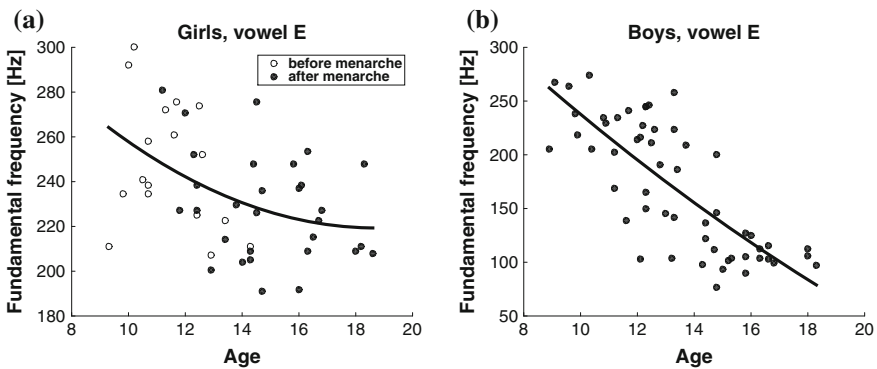 (a)
Girls, vowel E
before menarche
after menarche
Fundamental frequency [Hz]
300
280
260
240
220
200
180
8 10 12 14 16 18 20
Age
(b)
Boys, vowel E
Fundamental frequency [Hz]
300
250
200
150
100
50
8 10 12 14 16 18 20
Age